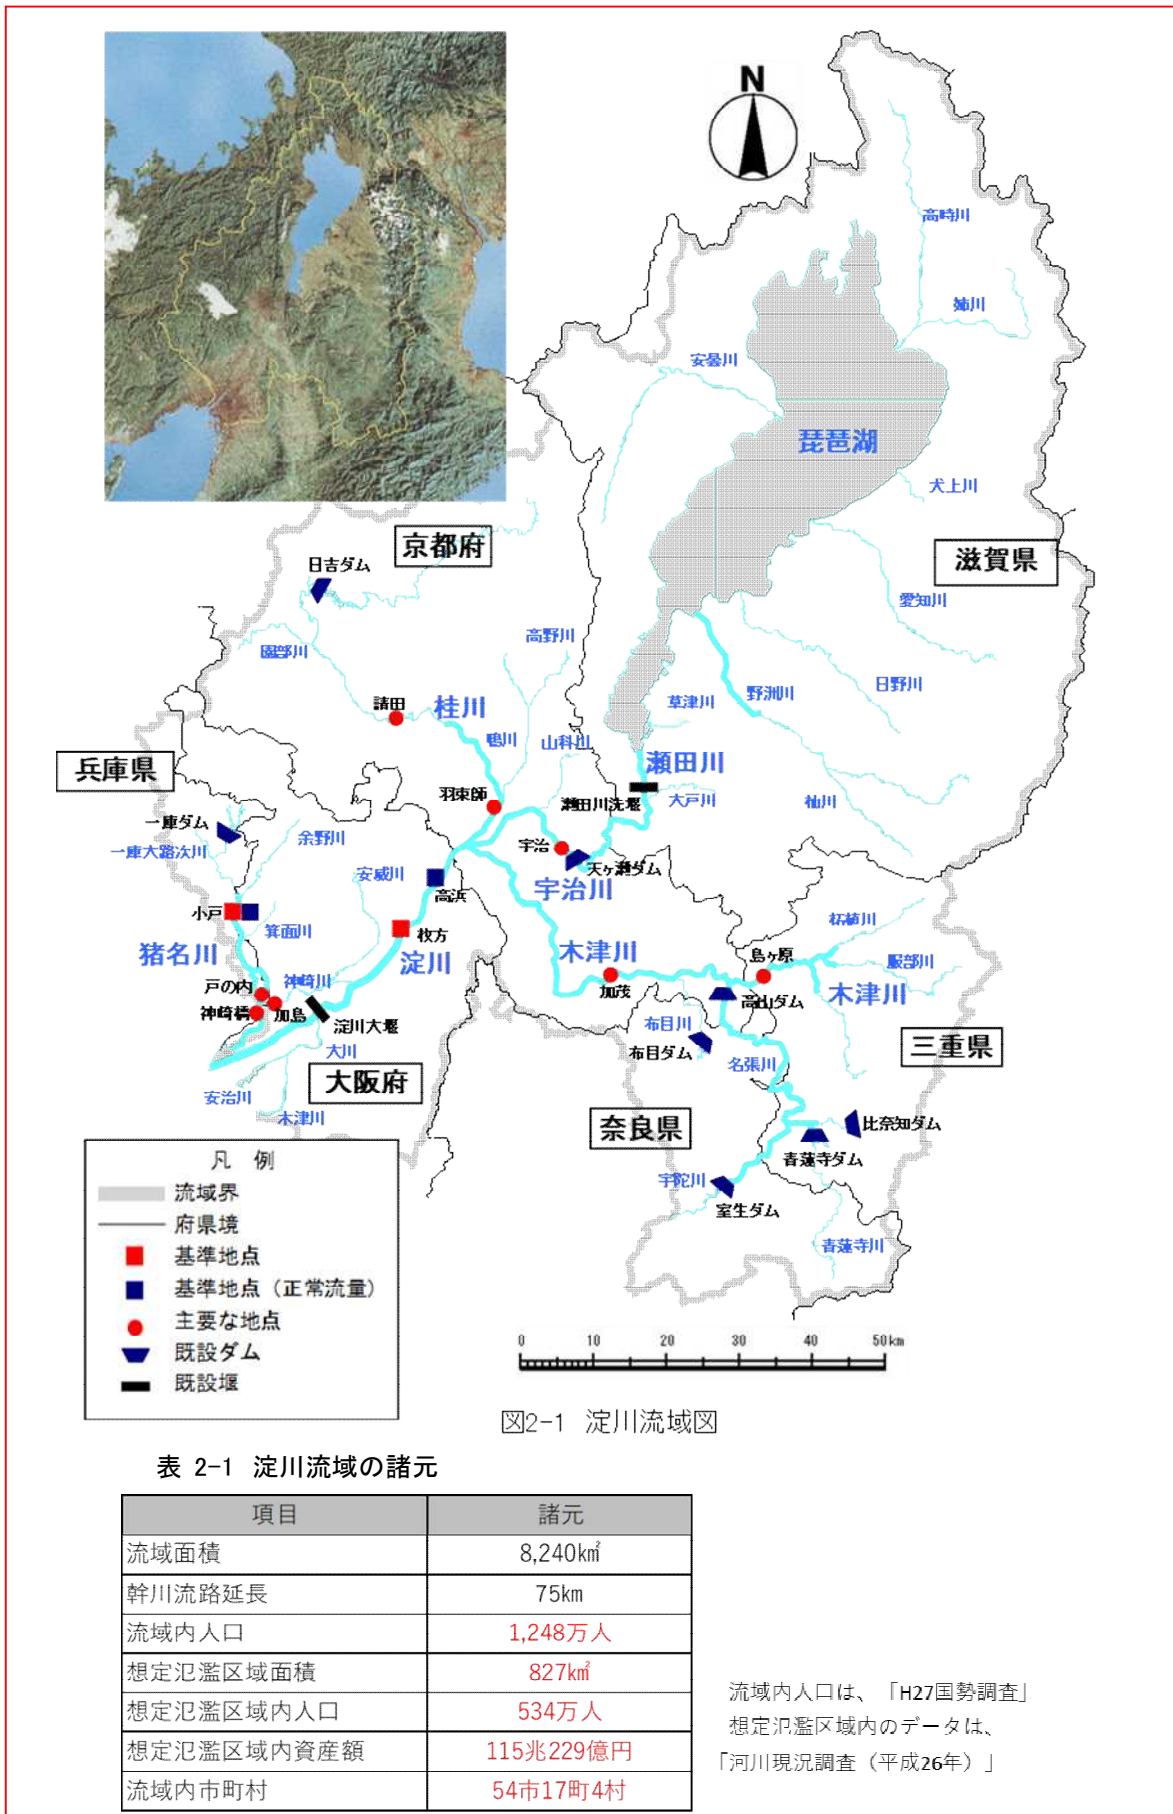 N
高時川
姉川
安曇川
琵琶湖
犬上川
京都府
日吉ダム
滋賀県
愛知川
高野川
園部川
日野川
草津川
野洲川
請田
桂川
鴨川
山科川
瀬田川
兵庫県
羽束師
瀬田川洗堰
大戸川
杣川
一庫ダム
余野川
一庫大路次川
宇治
天ヶ瀬ダム
安威川
宇治川
高浜
小戸
箕面川
枚方
柘植川
猪名川
淀川
木津川
島ヶ原
服部川
神崎川
戸の内
加茂
木津川
神崎橋
加島
淀川大堰
高山ダム
布目川
大川
布目ダム
名張川
三重県
大阪府
安治川
木津川
奈良県
比奈知ダム
青蓮寺ダム
宇陀川
室生ダム
青蓮寺川
凡 例
流域界
府県境
基準地点
基準地点（正常流量）
主要な地点
既設ダム
既設堰
0 10 20 30 40 50km
図2-1 淀川流域図
表 2-1 淀川流域の諸元
項目 諸元
流域面積 8,240k㎡
幹川流路延長 75km
流域内人口 1,248万人
想定氾濫区域面積 827k㎡
想定氾濫区域内人口 534万人
想定氾濫区域内資産額 115兆229億円
流域内市町村 54市17町4村
流域内人口は、「H27国勢調査」
想定氾濫区域内のデータは、
「河川現況調査（平成26年）」